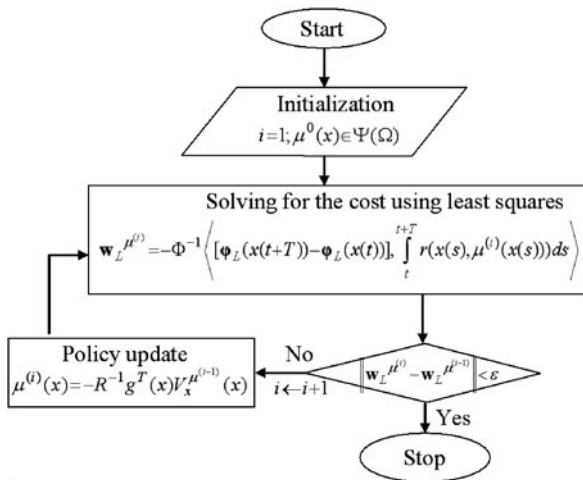 Start
Initialization
i=1; μ⁰(x)∈Ψ(Ω)
Solving for the cost using least squares
w_L^{μ^{(i)}}=−Φ^{−1}⟨[φ_L(x(t+T))−φ_L(x(t))], ∫_t^{t+T} r(x(s),μ^{(i)}(x(s)))ds⟩
Policy update
μ^{(i)}(x)=−R^{−1}g^T(x)V_x^{μ^{(i−1)}}(x)
No
i←i+1
‖w_L^{μ^{(i)}}−w_L^{μ^{(i−1)}}‖<ε
Yes
Stop